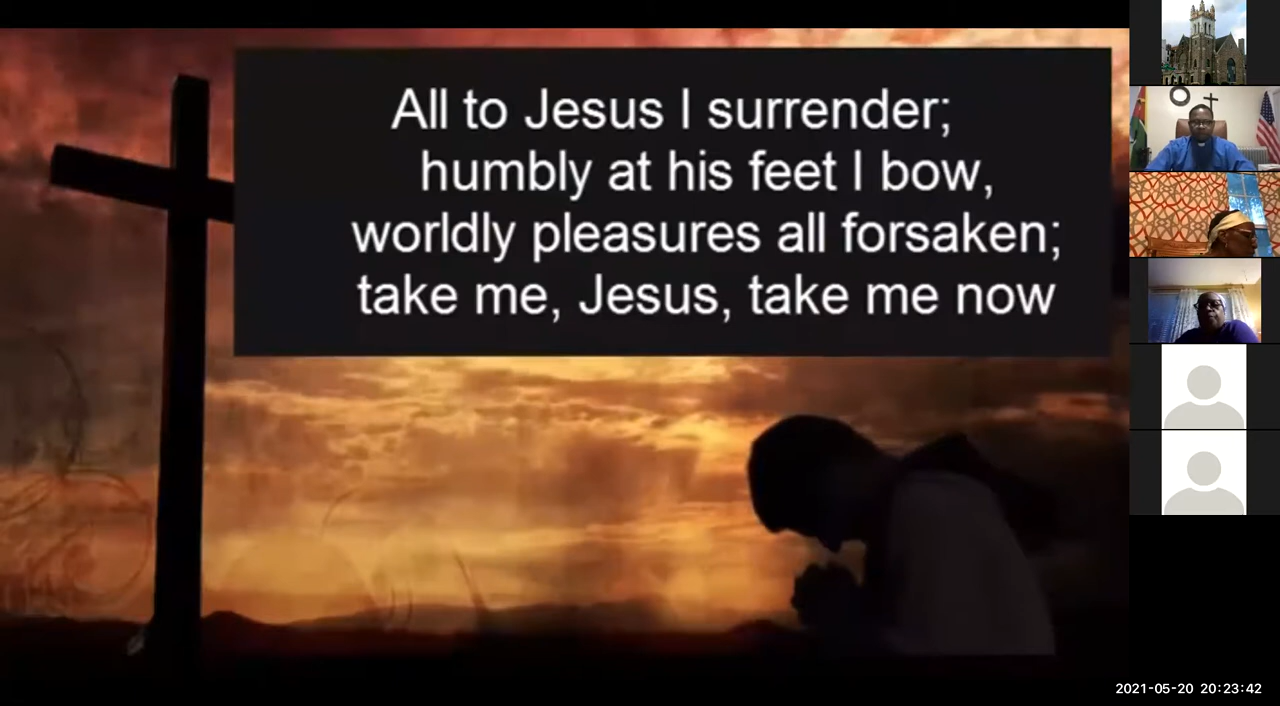 All to Jesus I surrender;
humbly at his feet I bow,
worldly pleasures all forsaken;
take me, Jesus, take me now
2021-05-20 20:23:42